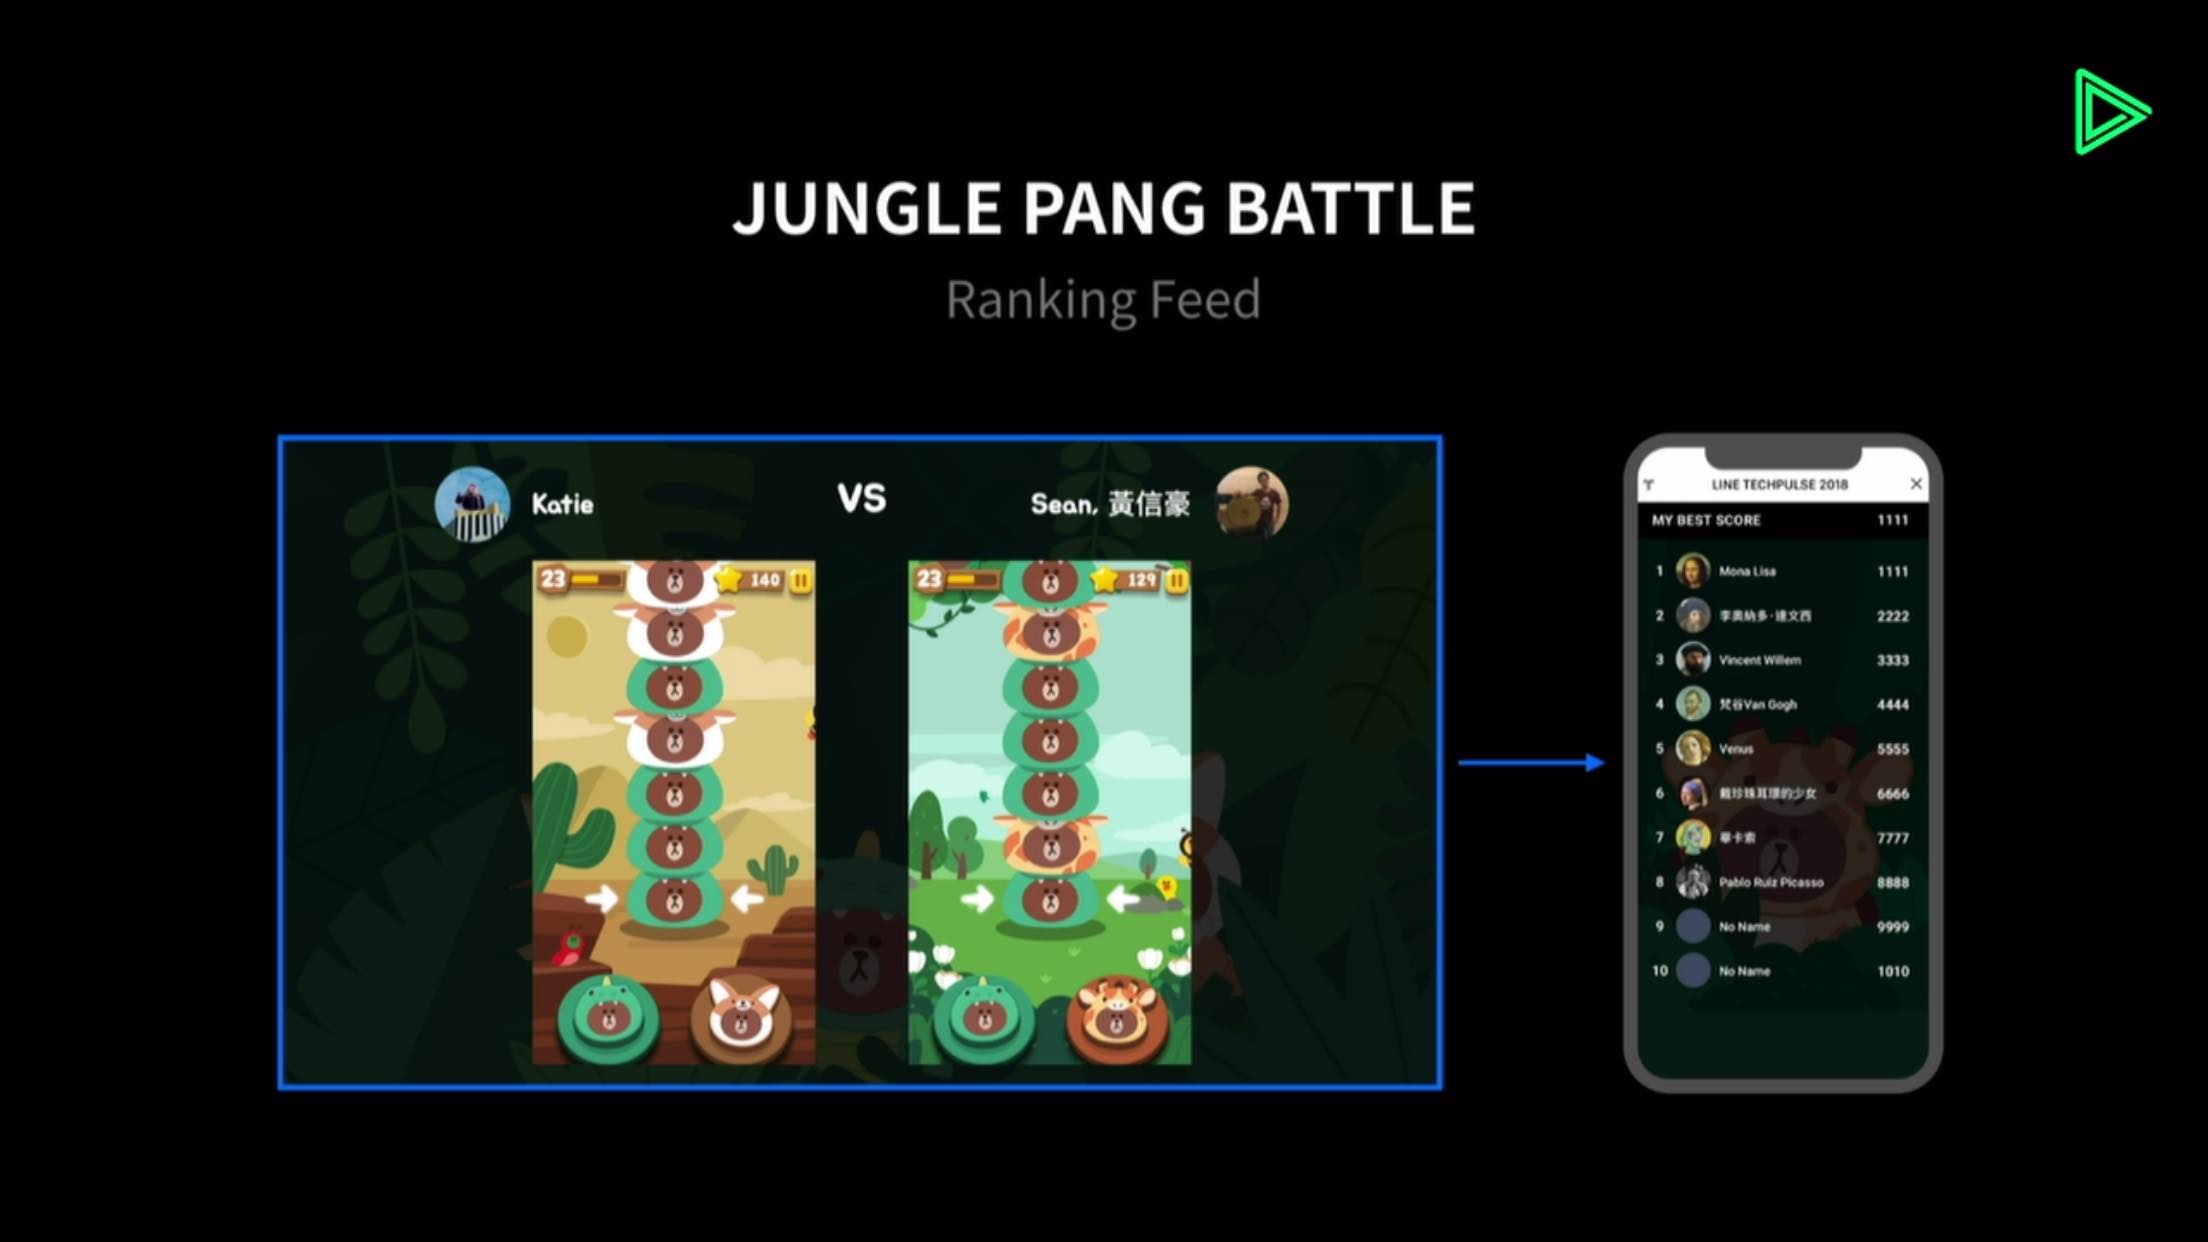 JUNGLE PANG BATTLE
Ranking Feed
Katie
VS
Sean, 黃信豪
23
140
23
129
LINE TECHPULSE 2018
MY BEST SCORE 1111
1 Mona Lisa 1111
2 李奧納多·達文西 2222
3 Vincent Willem 3333
4 梵谷Van Gogh 4444
5 Venus 5555
6 戴珍珠耳環的少女 6666
7 畢卡索 7777
8 Pablo Ruiz Picasso 8888
9 No Name 9999
10 No Name 1010